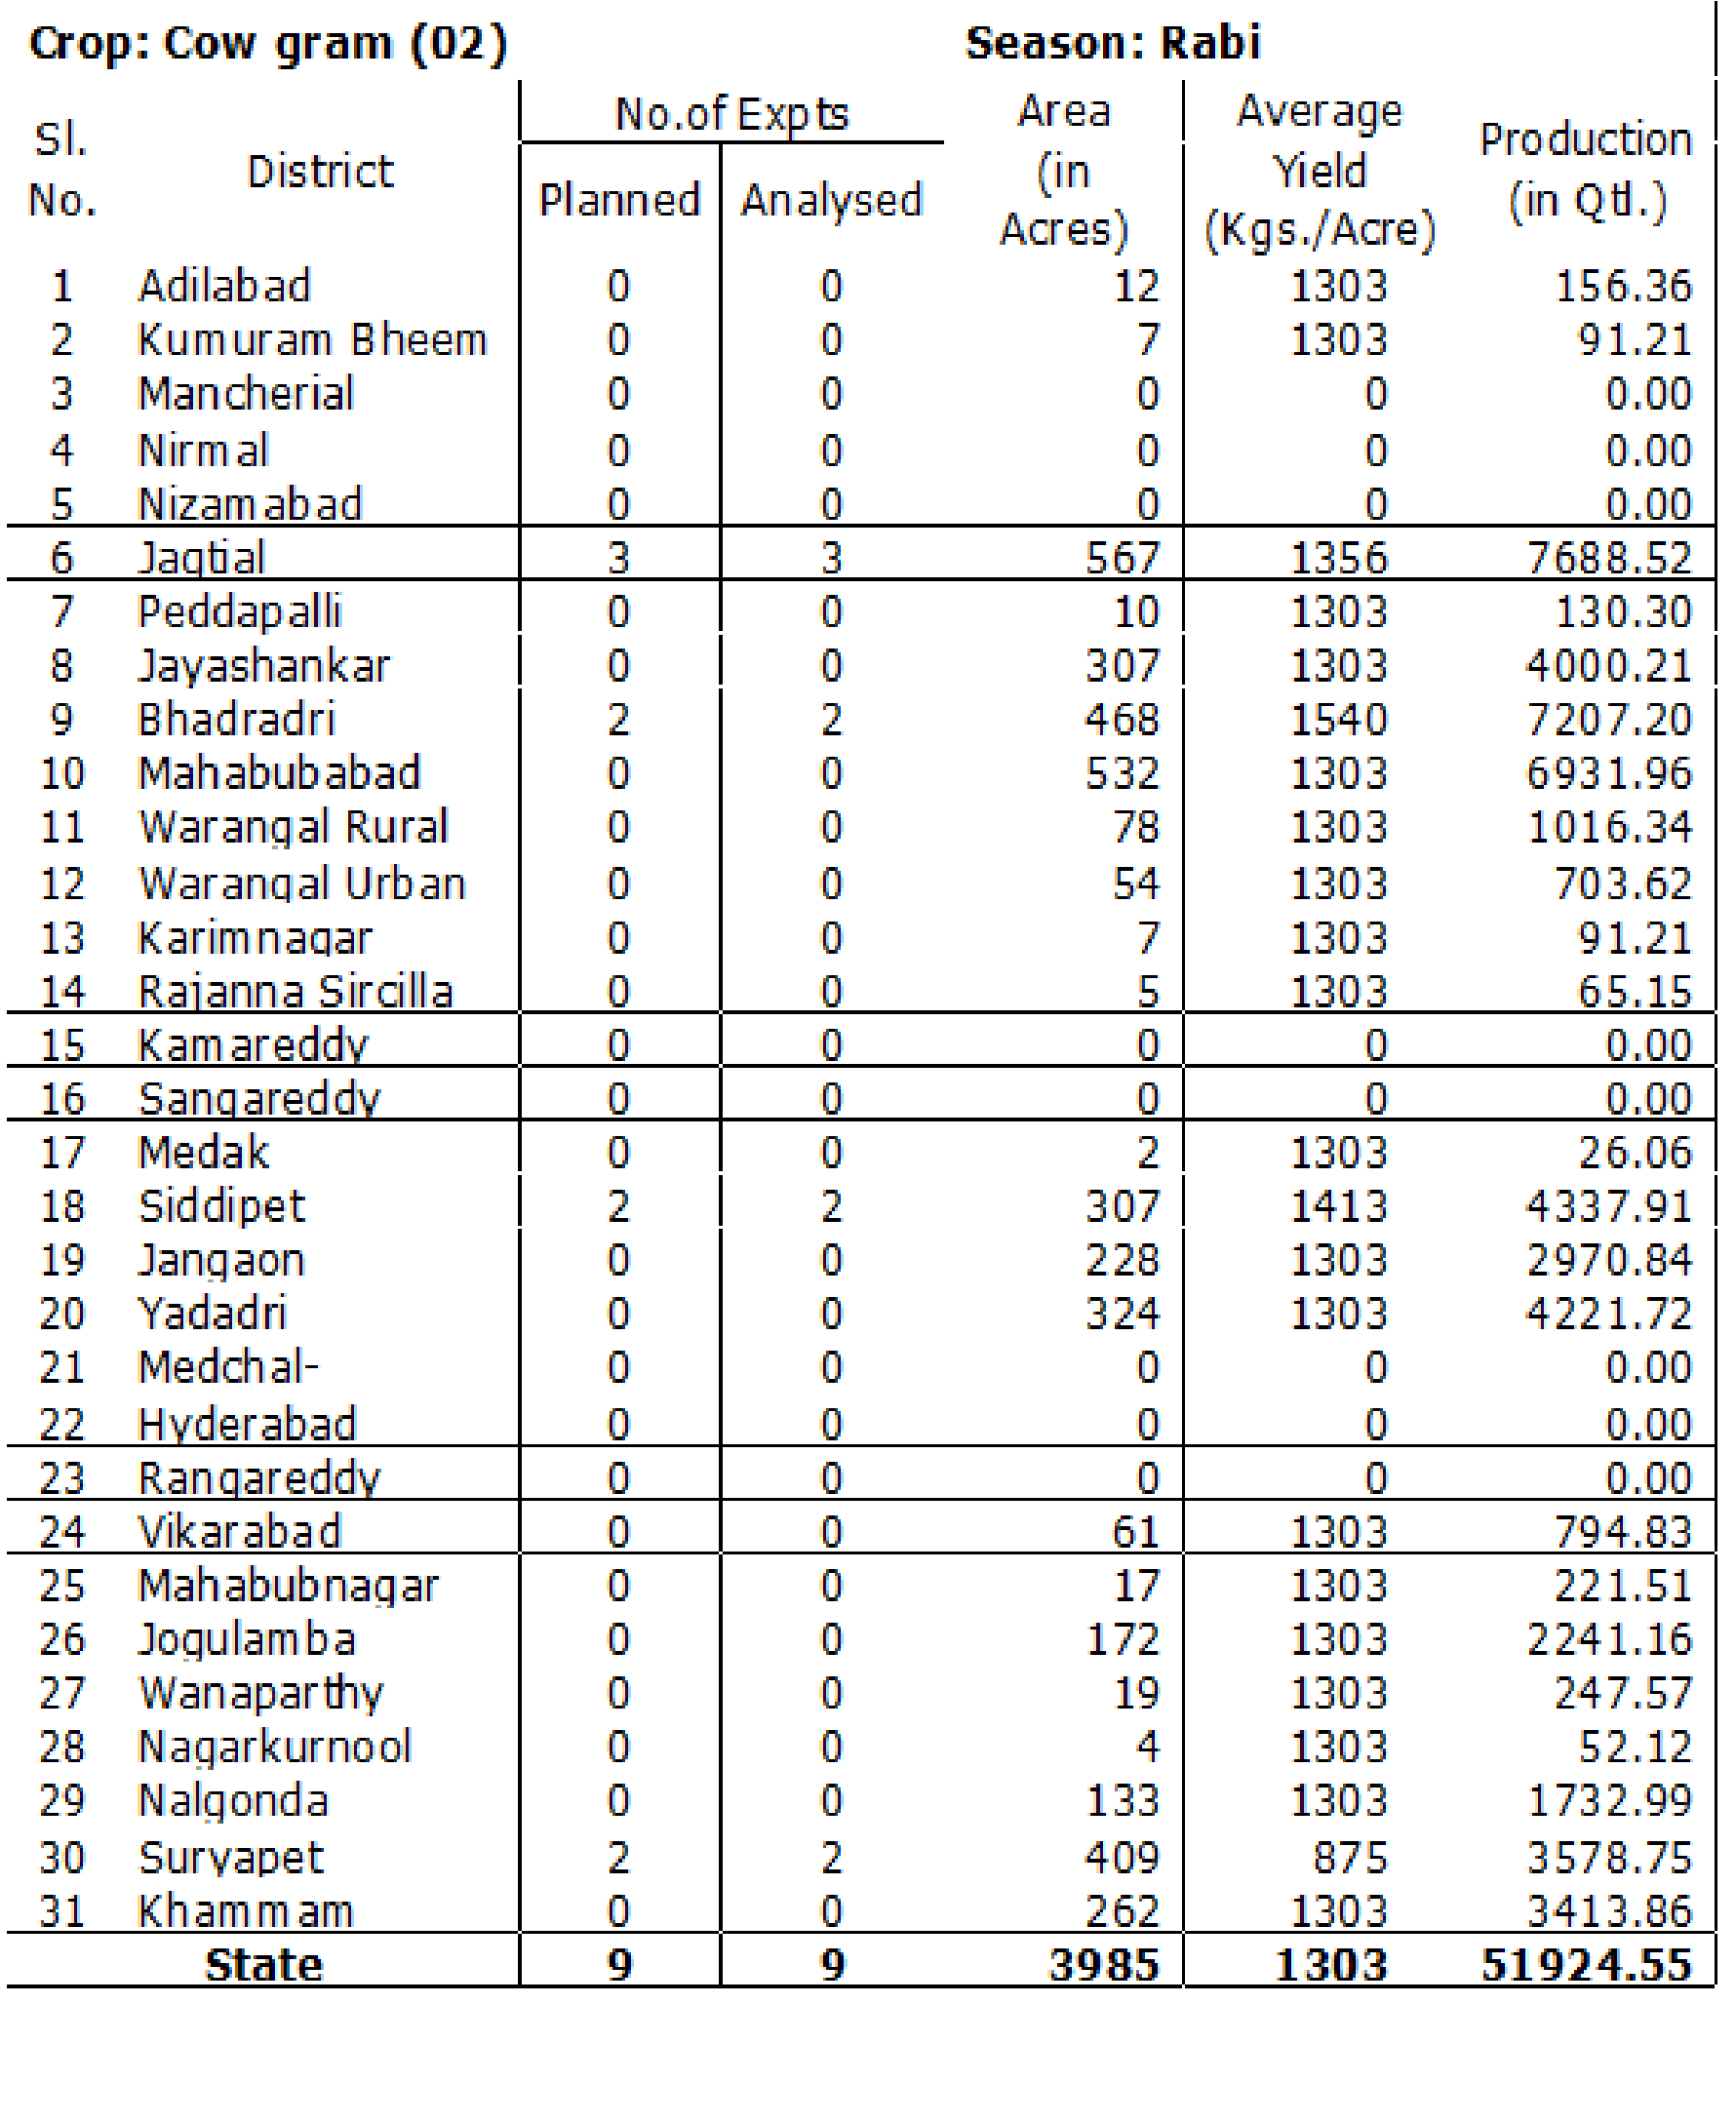 Crop: Cow gram (02) Season: Rabi
Sl. No. District No.of Expts Area (in Acres) Average Yield (Kgs./Acre) Production (in Qtl.)
Planned Analysed
1 Adilabad 0 0 12 1303 156.36
2 Kumuram Bheem 0 0 7 1303 91.21
3 Mancherial 0 0 0 0 0.00
4 Nirmal 0 0 0 0 0.00
5 Nizamabad 0 0 0 0 0.00
6 Jagtial 3 3 567 1356 7688.52
7 Peddapalli 0 0 10 1303 130.30
8 Jayashankar 0 0 307 1303 4000.21
9 Bhadradri 2 2 468 1540 7207.20
10 Mahabubabad 0 0 532 1303 6931.96
11 Warangal Rural 0 0 78 1303 1016.34
12 Warangal Urban 0 0 54 1303 703.62
13 Karimnagar 0 0 7 1303 91.21
14 Rajanna Sircilla 0 0 5 1303 65.15
15 Kamareddy 0 0 0 0 0.00
16 Sangareddy 0 0 0 0 0.00
17 Medak 0 0 2 1303 26.06
18 Siddipet 2 2 307 1413 4337.91
19 Jangaon 0 0 228 1303 2970.84
20 Yadadri 0 0 324 1303 4221.72
21 Medchal- 0 0 0 0 0.00
22 Hyderabad 0 0 0 0 0.00
23 Rangareddy 0 0 0 0 0.00
24 Vikarabad 0 0 61 1303 794.83
25 Mahabubnagar 0 0 17 1303 221.51
26 Jogulamba 0 0 172 1303 2241.16
27 Wanaparthy 0 0 19 1303 247.57
28 Nagarkurnool 0 0 4 1303 52.12
29 Nalgonda 0 0 133 1303 1732.99
30 Suryapet 2 2 409 875 3578.75
31 Khammam 0 0 262 1303 3413.86
State 9 9 3985 1303 51924.55